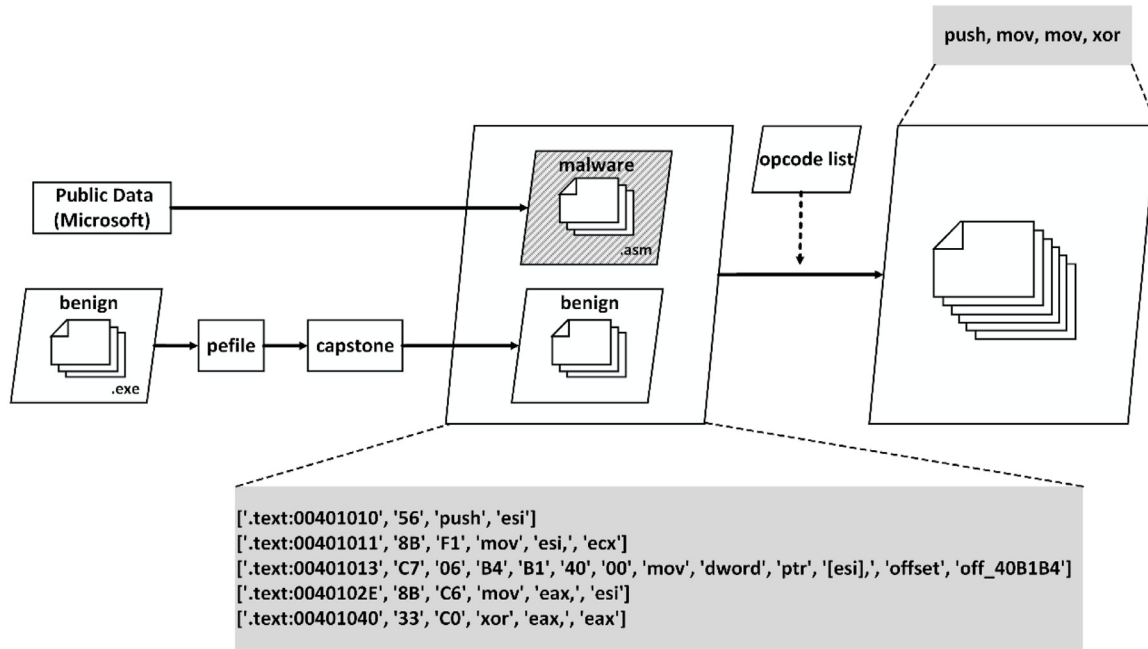 push, mov, mov, xor
opcode list
malware
.asm
Public Data
(Microsoft)
benign
.exe
pefile
capstone
benign
['.text:00401010', '56', 'push', 'esi']
['.text:00401011', '8B', 'F1', 'mov', 'esi,', 'ecx']
['.text:00401013', 'C7', '06', 'B4', 'B1', '40', '00', 'mov', 'dword', 'ptr', '[esi],', 'offset', 'off_40B1B4']
['.text:0040102E', '8B', 'C6', 'mov', 'eax,', 'esi']
['.text:00401040', '33', 'C0', 'xor', 'eax,', 'eax']